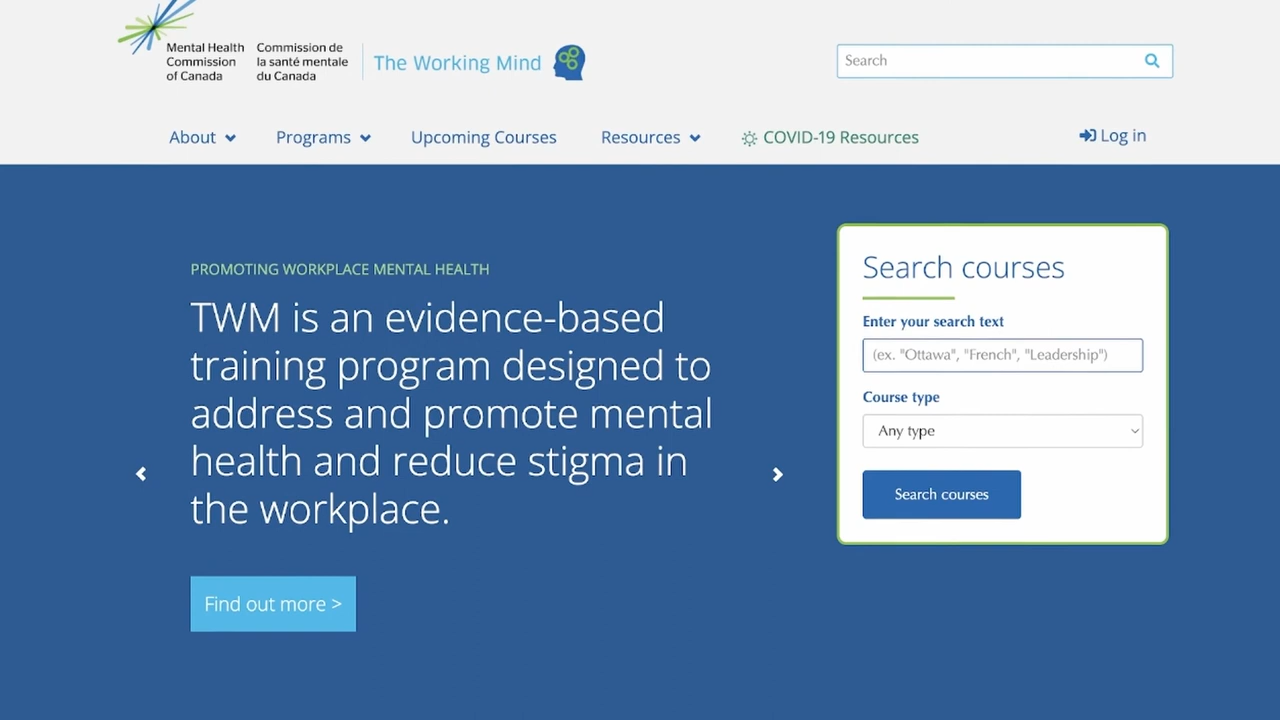 Mental Health
Commission
of Canada
Commission de
la santé mentale
du Canada
The Working Mind
Search
About
Programs
Upcoming Courses
Resources
COVID-19 Resources
Log in
PROMOTING WORKPLACE MENTAL HEALTH
TWM is an evidence-based
training program designed to
address and promote mental
health and reduce stigma in
the workplace.
Find out more >
Search courses
Enter your search text
(ex. "Ottawa", "French", "Leadership")
Course type
Any type
Search courses